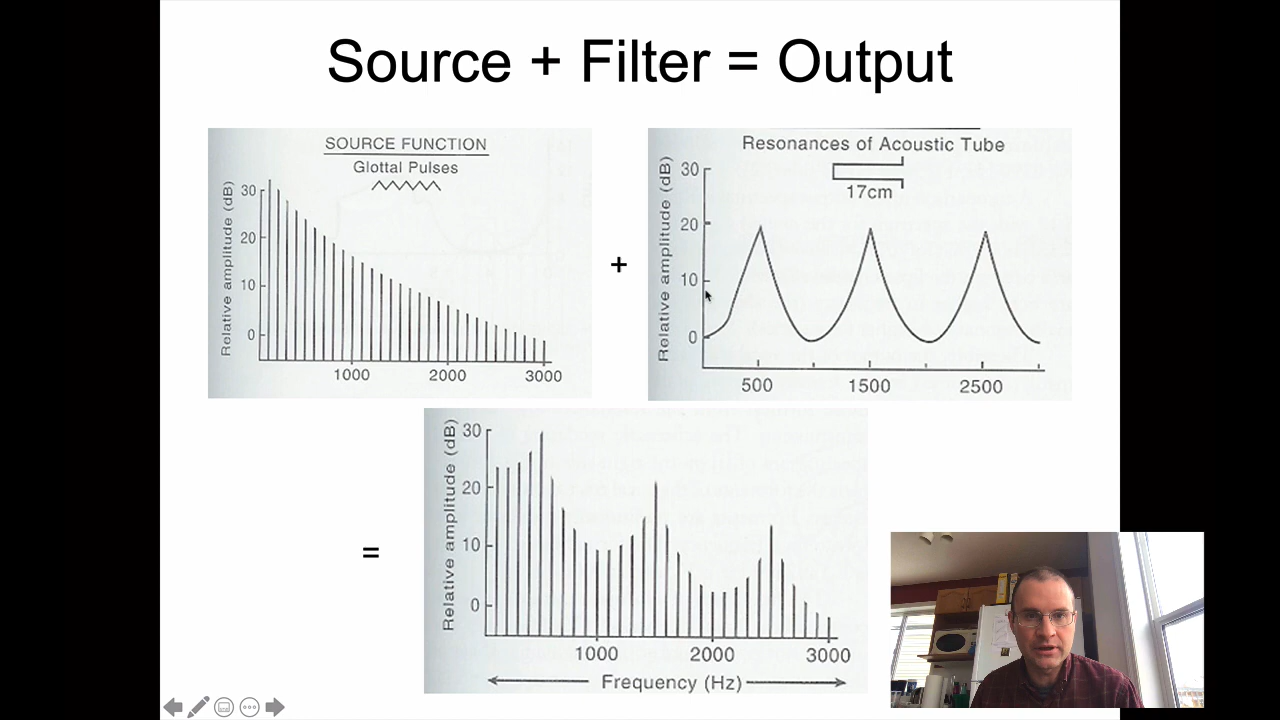 Source + Filter = Output
SOURCE FUNCTION
Glottal Pulses
Relative amplitude (dB)
30
20
10
0
1000 2000 3000
+
Resonances of Acoustic Tube
17cm
Relative amplitude (dB)
30
20
10
0
500 1500 2500
=
Relative amplitude (dB)
30
20
10
0
1000 2000 3000
Frequency (Hz)